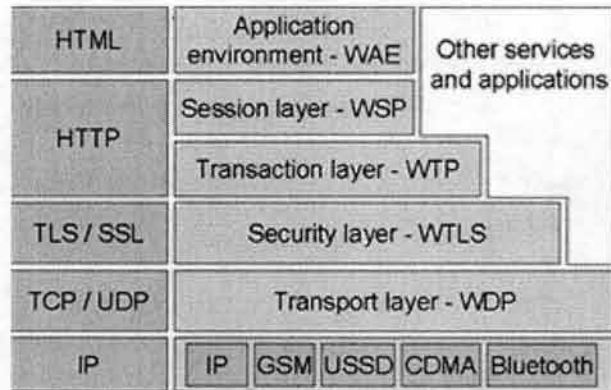 HTML
Application
environment - WAE
Other services
and applications
HTTP
Session layer - WSP
Transaction layer - WTP
TLS / SSL
Security layer - WTLS
TCP / UDP
Transport layer - WDP
IP
IP GSM USSD CDMA Bluetooth